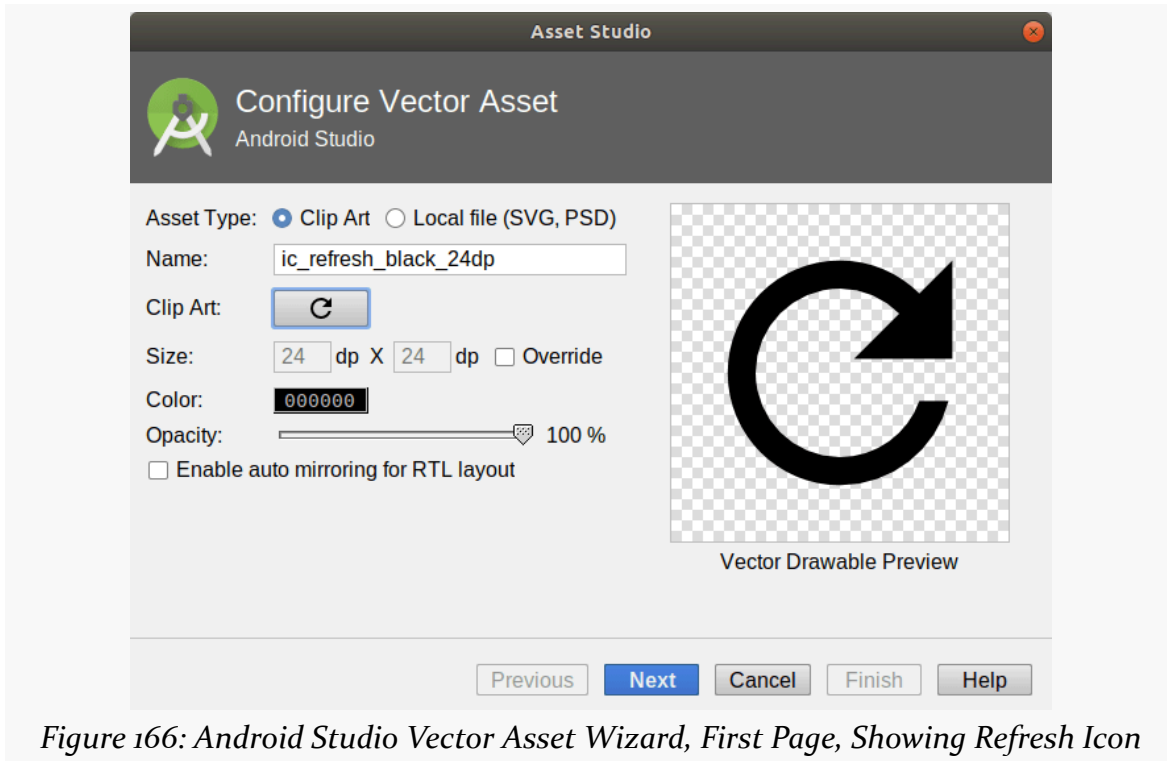 Asset Studio
Configure Vector Asset
Android Studio
Asset Type: Clip Art Local file (SVG, PSD)
Name: ic_refresh_black_24dp
Clip Art:
Size: 24 dp X 24 dp Override
Color: 000000
Opacity: 100 %
Enable auto mirroring for RTL layout
Vector Drawable Preview
Previous Next Cancel Finish Help
Figure 166: Android Studio Vector Asset Wizard, First Page, Showing Refresh Icon